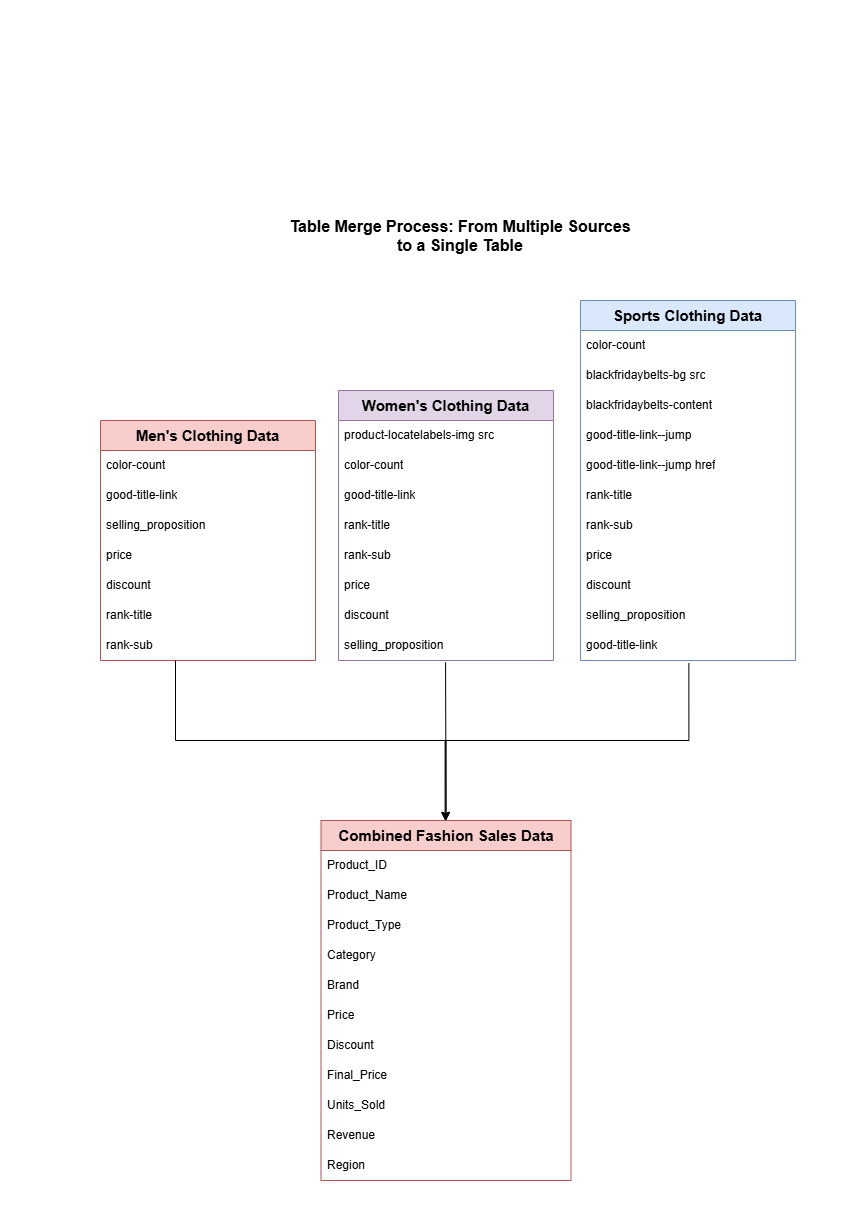 Table Merge Process: From Multiple Sources
to a Single Table
Men's Clothing Data
color-count
good-title-link
selling_proposition
price
discount
rank-title
rank-sub
Women's Clothing Data
product-locatelabels-img src
color-count
good-title-link
rank-title
rank-sub
price
discount
selling_proposition
Sports Clothing Data
color-count
blackfridaybelts-bg src
blackfridaybelts-content
good-title-link--jump
good-title-link--jump href
rank-title
rank-sub
price
discount
selling_proposition
good-title-link
Combined Fashion Sales Data
Product_ID
Product_Name
Product_Type
Category
Brand
Price
Discount
Final_Price
Units_Sold
Revenue
Region